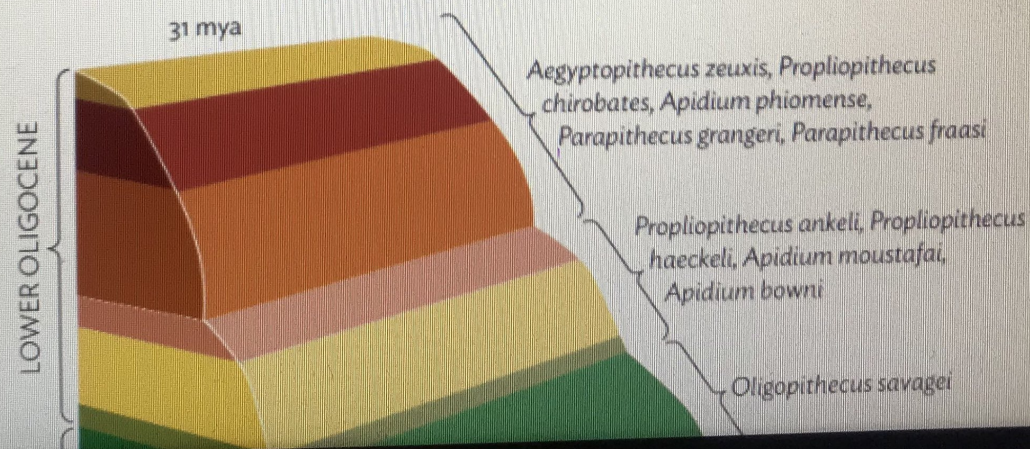 31 mya
LOWER OLIGOCENE
Aegyptopithecus zeuxis, Propliopithecus
chirobates, Apidium phiomense,
Parapithecus grangeri, Parapithecus fraasi
Propliopithecus ankeli, Propliopithecus
haeckeli, Apidium moustafai,
Apidium bowni
Oligopithecus savagei